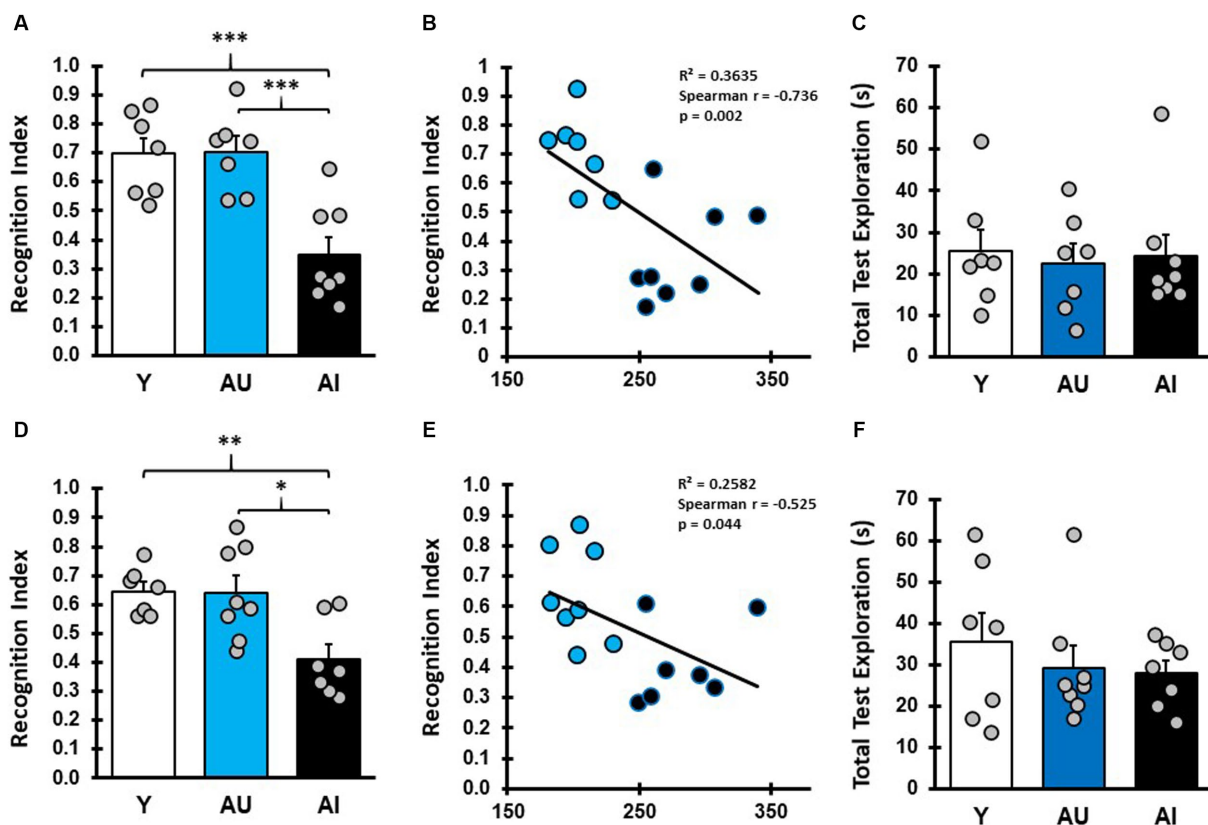 A
***
***
Recognition Index
1.0
0.9
0.8
0.7
0.6
0.5
0.4
0.3
0.2
0.1
0.0
Y AU AI
B
R² = 0.3635
Spearman r = -0.736
p = 0.002
Recognition Index
1
0.9
0.8
0.7
0.6
0.5
0.4
0.3
0.2
0.1
0
150 250 350
C
Total Test Exploration (s)
70
60
50
40
30
20
10
0
Y AU AI
D
**
*
Recognition Index
1.0
0.9
0.8
0.7
0.6
0.5
0.4
0.3
0.2
0.1
0.0
Y AU AI
E
R² = 0.2582
Spearman r = -0.525
p = 0.044
Recognition Index
1.0
0.9
0.8
0.7
0.6
0.5
0.4
0.3
0.2
0.1
0.0
150 250 350
F
Total Test Exploration (s)
70
60
50
40
30
20
10
0
Y AU AI